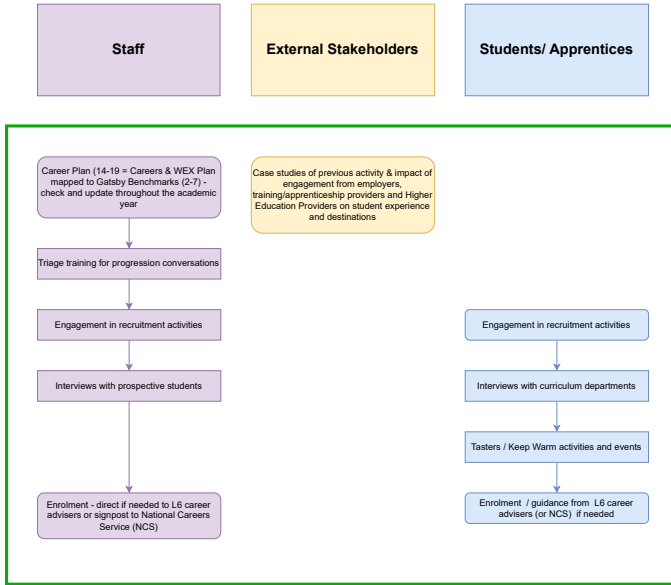 Staff
External Stakeholders
Students/ Apprentices
Career Plan (14-19 = Careers & WEX Plan
mapped to Gatsby Benchmarks (2-7) -
check and update throughout the academic
year
Case studies of previous activity & impact of
engagement from employers,
training/apprenticeship providers and Higher
Education Providers on student experience
and destinations
Triage training for progression conversations
Engagement in recruitment activities
Engagement in recruitment activities
Interviews with prospective students
Interviews with curriculum departments
Tasters / Keep Warm activities and events
Enrolment - direct if needed to L6 career
advisers or signpost to National Careers
Service (NCS)
Enrolment / guidance from L6 career
advisers (or NCS) if needed